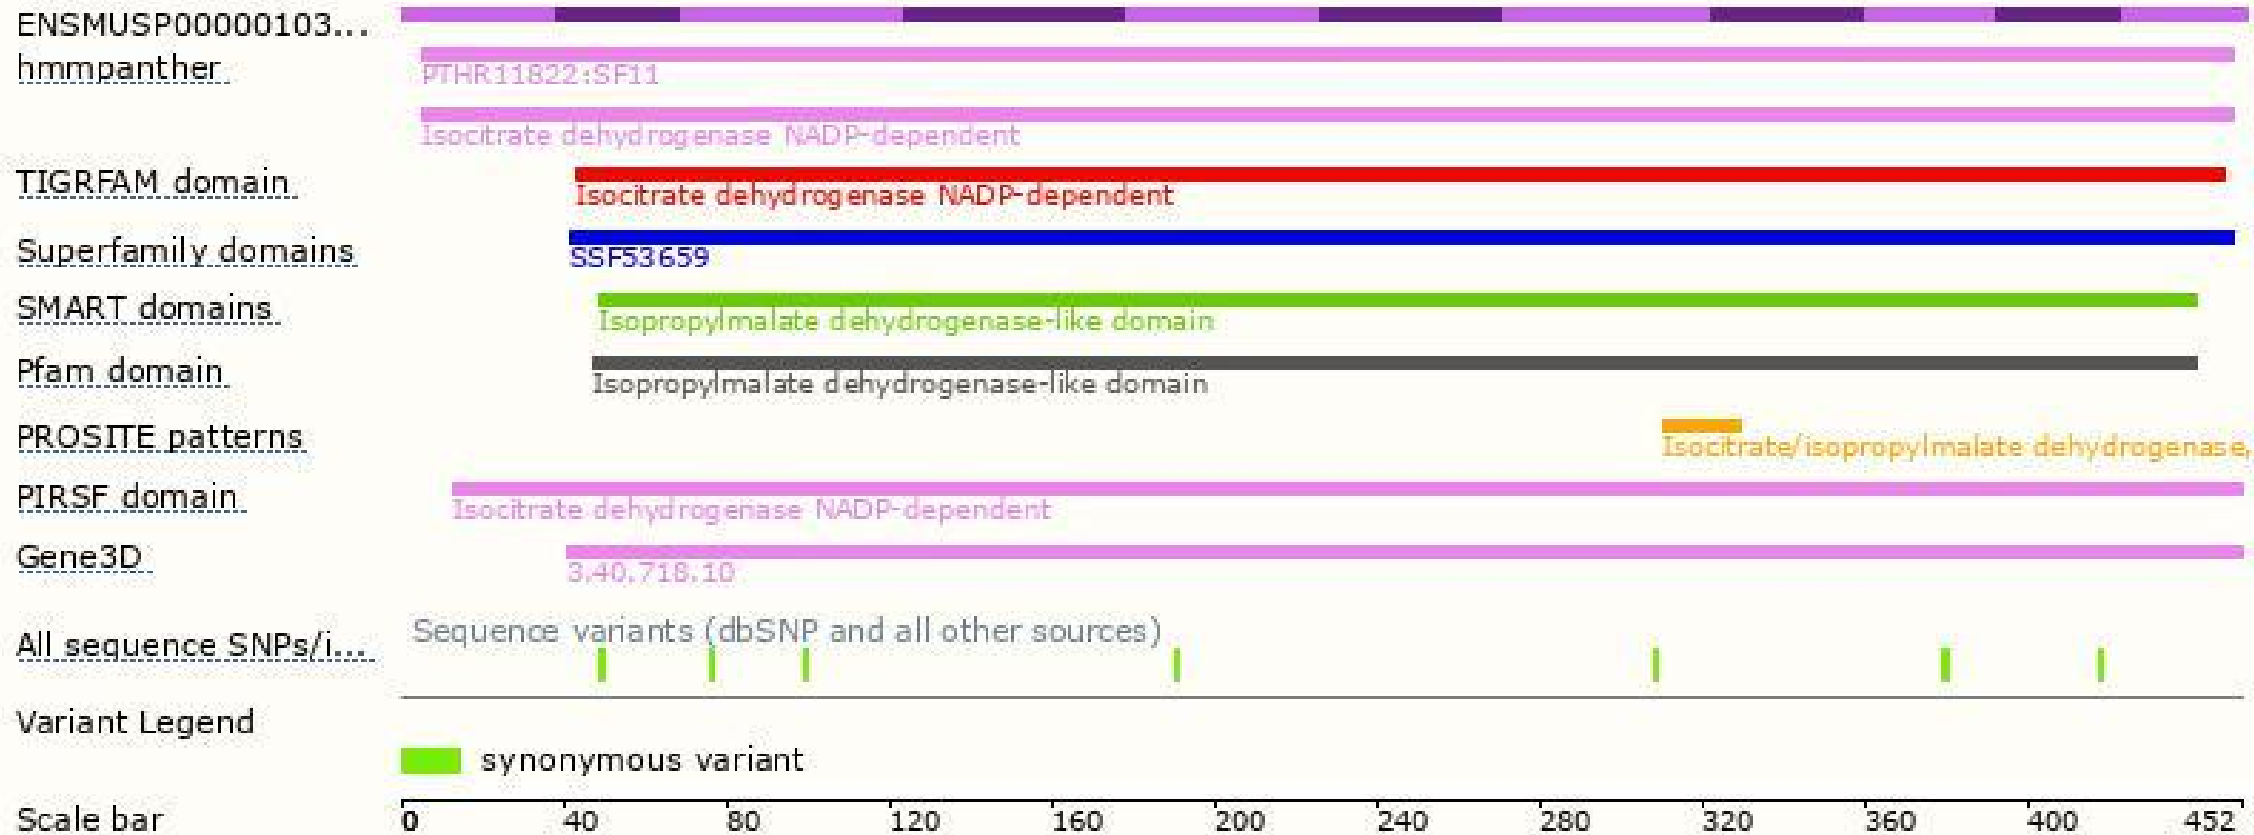 ENSMUSP00000103...
hmmpanther
PTHR11822:SF11
Isocitrate dehydrogenase NADP-dependent
TIGRFAM domain
Isocitrate dehydrogenase NADP-dependent
Superfamily domains
SSF53659
SMART domains
Isopropylmalate dehydrogenase-like domain
Pfam domain
Isopropylmalate dehydrogenase-like domain
PROSITE patterns
Isocitrate/isopropylmalate dehydrogenase,
PIRSF domain
Isocitrate dehydrogenase NADP-dependent
Gene3D
3.40.718.10
Sequence variants (dbSNP and all other sources)
All sequence SNPs/i...
Variant Legend
synonymous variant
Scale bar 0 40 80 120 160 200 240 280 320 360 400 452